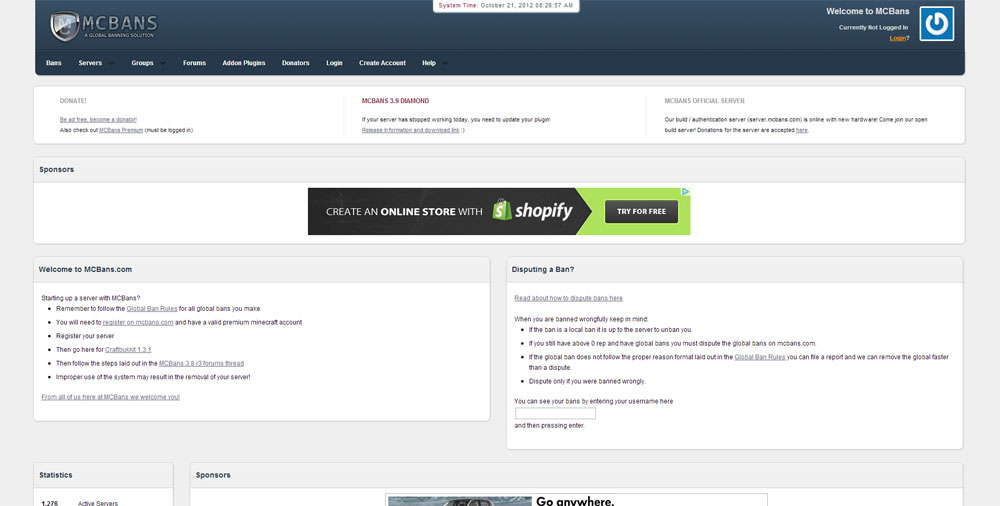 System Time: October 21, 2012 08:26:57 AM
MCBANS
A GLOBAL BANNING SOLUTION
Welcome to MCBans
Currently Not Logged In
Login?
Bans Servers Groups Forums Addon Plugins Donators Login Create Account Help
DONATE!
Be ad free, become a donator!
Also check out MCBans Premium (must be logged in)
MCBANS 3.9 DIAMOND
If your server has stopped working today, you need to update your plugin!
Release Information and download link :)
MCBANS OFFICIAL SERVER
Our build / authentication server (server.mcbans.com) is online with new hardware! Come join our open
build server! Donations for the server are accepted here.
Sponsors
CREATE AN ONLINE STORE WITH shopify TRY FOR FREE
Welcome to MCBans.com
Starting up a server with MCBans?
Remember to follow the Global Ban Rules for all global bans you make
You will need to register on mcbans.com and have a valid premium minecraft account
Register your server
Then go here for Craftbukkit 1.3.1
Then follow the steps laid out in the MCBans 3.8 r3 forums thread
Improper use of the system may result in the removal of your server!
From all of us here at MCBans we welcome you!
Disputing a Ban?
Read about how to dispute bans here
When you are banned wrongfully keep in mind:
If the ban is a local ban it is up to the server to unban you.
If you still have above 0 rep and have global bans you must dispute the global bans on mcbans.com.
If the global ban does not follow the proper reason format laid out in the Global Ban Rules you can file a report and we can remove the global faster
than a dispute.
Dispute only if you were banned wrongly.
You can see your bans by entering your username here
and then pressing enter.
Statistics
1,276 Active Servers
Sponsors
Go anywhere.